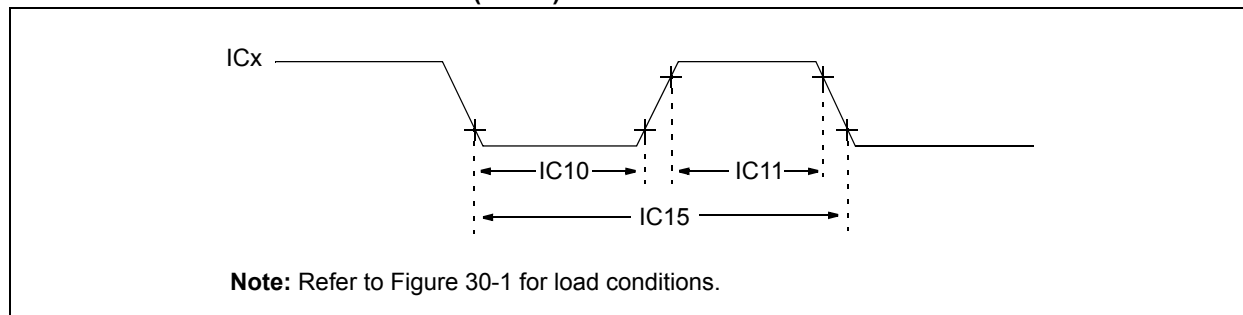 ICx
IC10
IC11
IC15
Note: Refer to Figure 30-1 for load conditions.